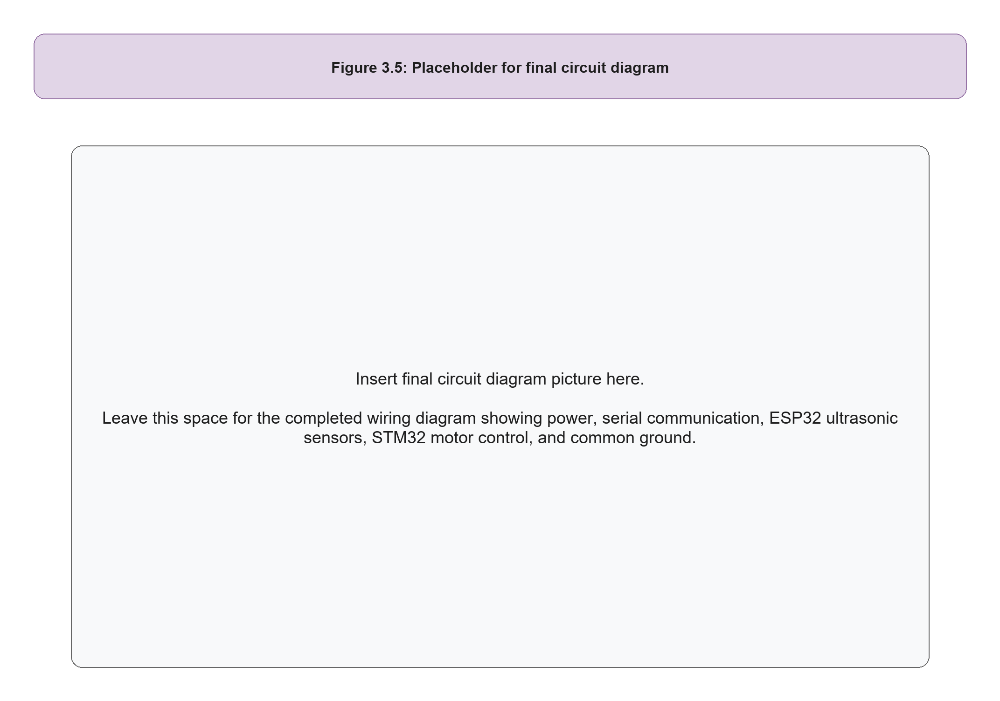 Figure 3.5: Placeholder for final circuit diagram
Insert final circuit diagram picture here.
Leave this space for the completed wiring diagram showing power, serial communication, ESP32 ultrasonic
sensors, STM32 motor control, and common ground.